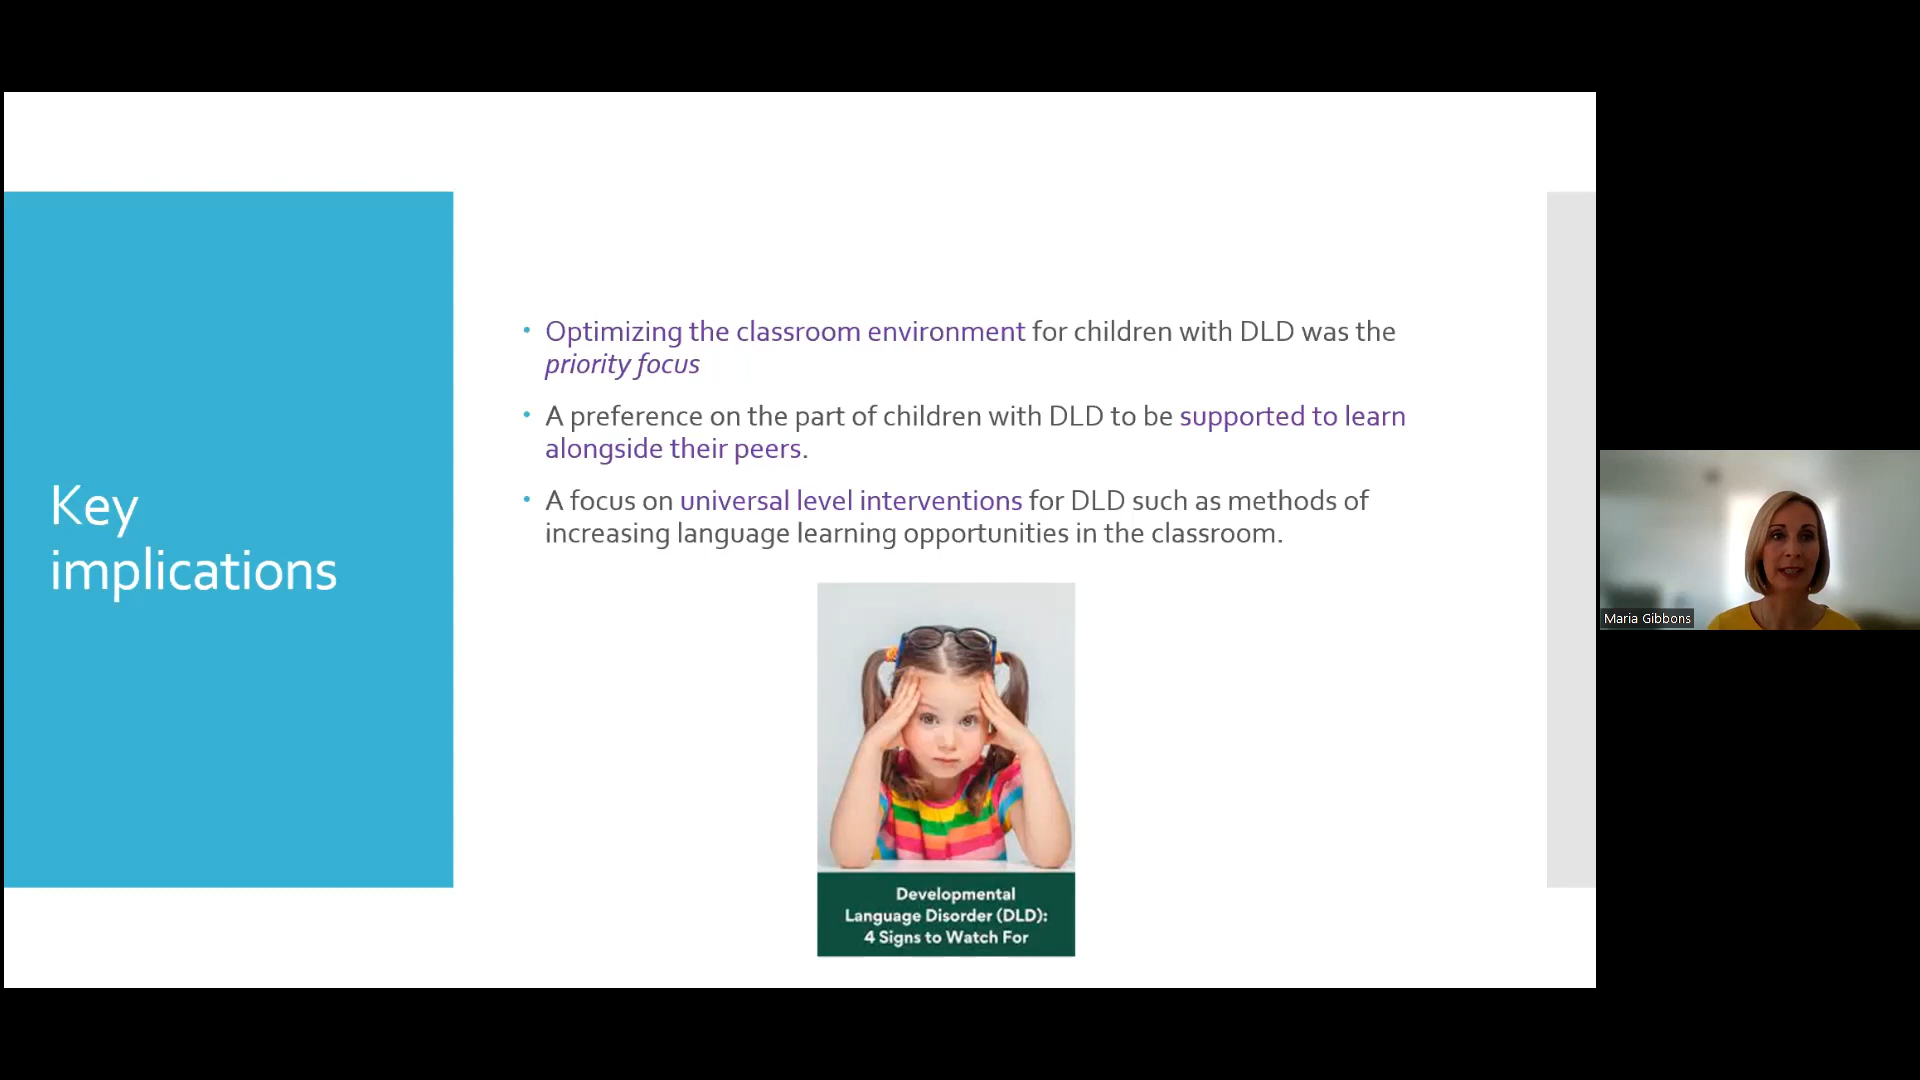 Key
implications
• Optimizing the classroom environment for children with DLD was the
priority focus
• A preference on the part of children with DLD to be supported to learn
alongside their peers.
• A focus on universal level interventions for DLD such as methods of
increasing language learning opportunities in the classroom.
Developmental
Language Disorder (DLD):
4 Signs to Watch For
Maria Gibbons